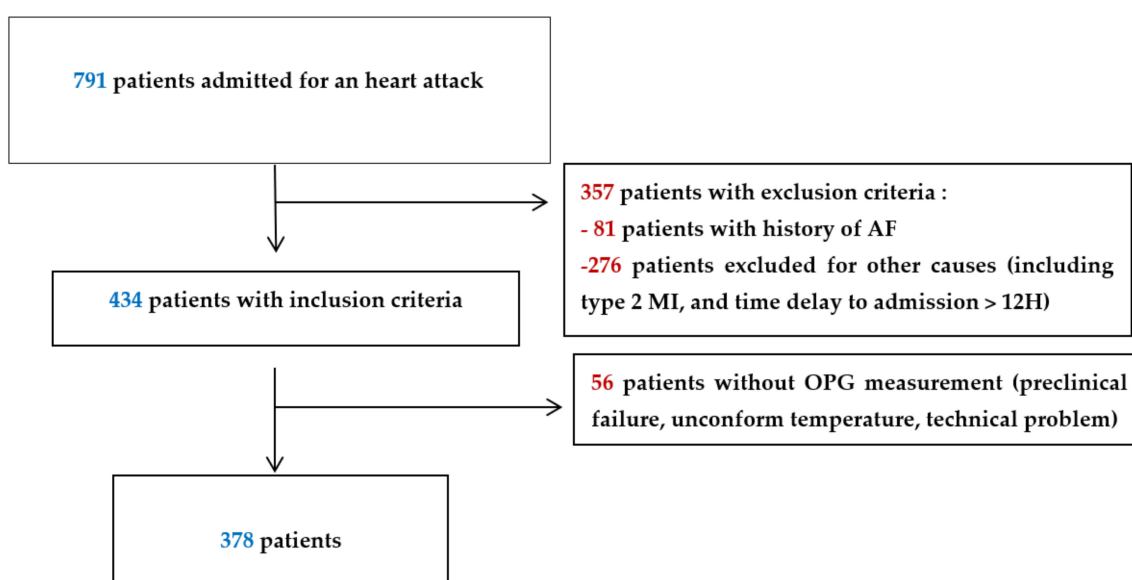 791 patients admitted for an heart attack
357 patients with exclusion criteria :
- 81 patients with history of AF
-276 patients excluded for other causes (including
type 2 MI, and time delay to admission > 12H)
434 patients with inclusion criteria
56 patients without OPG measurement (preclinical
failure, unconform temperature, technical problem)
378 patients